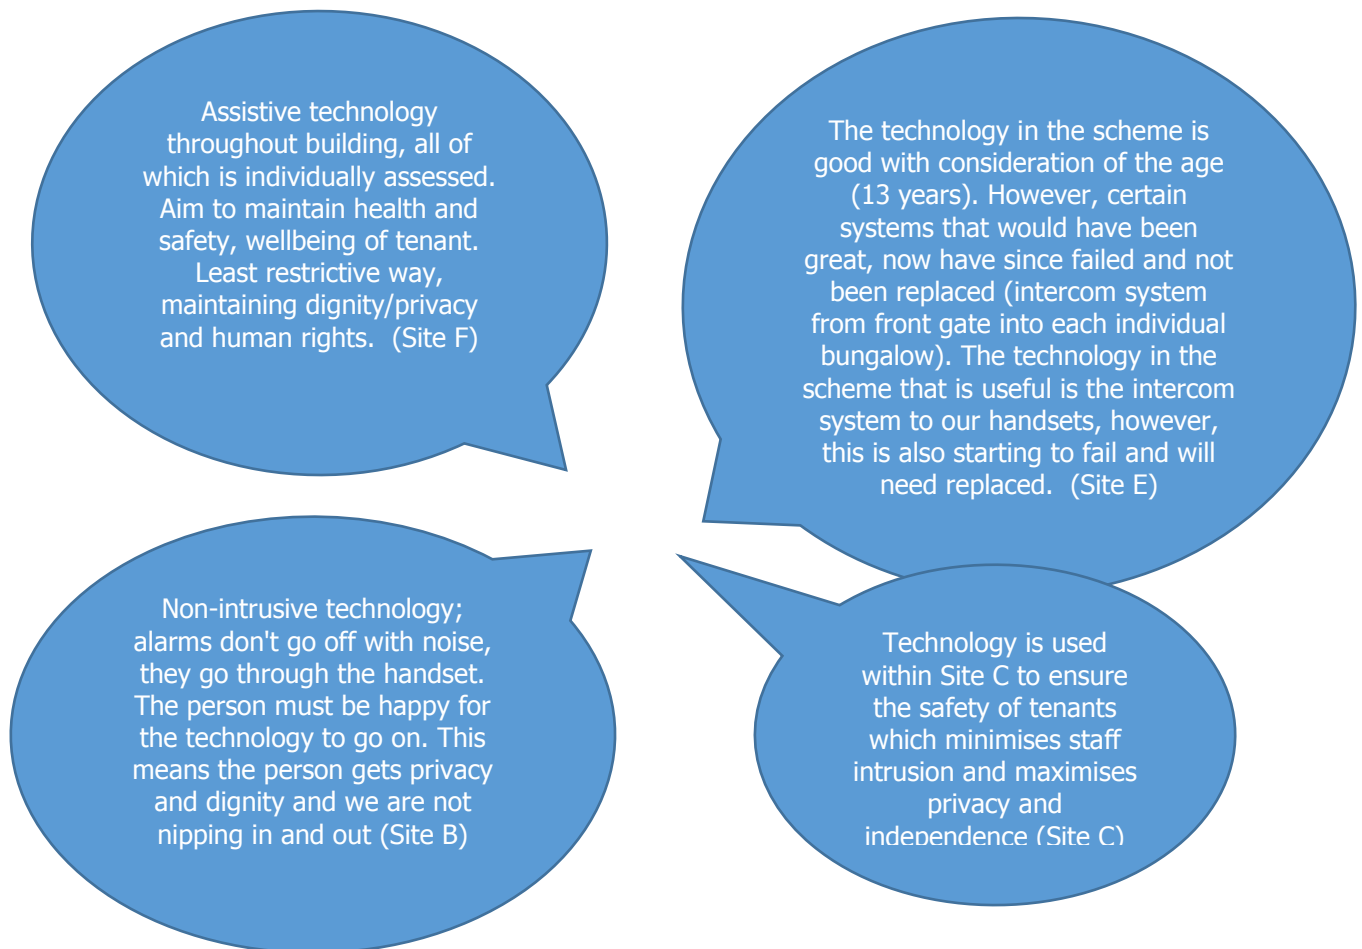 Assistive technology
throughout building, all of
which is individually assessed.
Aim to maintain health and
safety, wellbeing of tenant.
Least restrictive way,
maintaining dignity/privacy
and human rights.  (Site F)
The technology in the scheme is
good with consideration of the age
(13 years). However, certain
systems that would have been
great, now have since failed and not
been replaced (intercom system
from front gate into each individual
bungalow). The technology in the
scheme that is useful is the intercom
system to our handsets, however,
this is also starting to fail and will
need replaced.  (Site E)
Non-intrusive technology;
alarms don't go off with noise,
they go through the handset.
The person must be happy for
the technology to go on. This
means the person gets privacy
and dignity and we are not
nipping in and out (Site B)
Technology is used
within Site C to ensure
the safety of tenants
which minimises staff
intrusion and maximises
privacy and
independence (Site C)